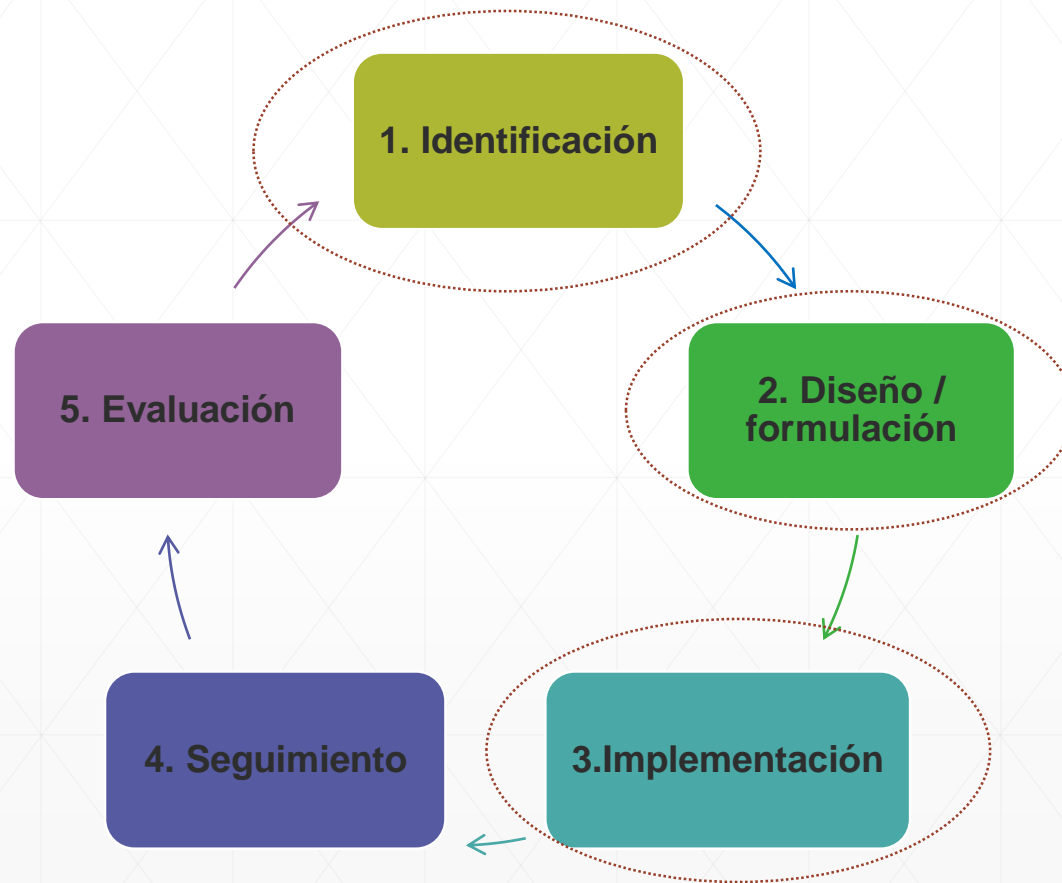 1. Identificación
2. Diseño /
formulación
3.Implementación
4. Seguimiento
5. Evaluación